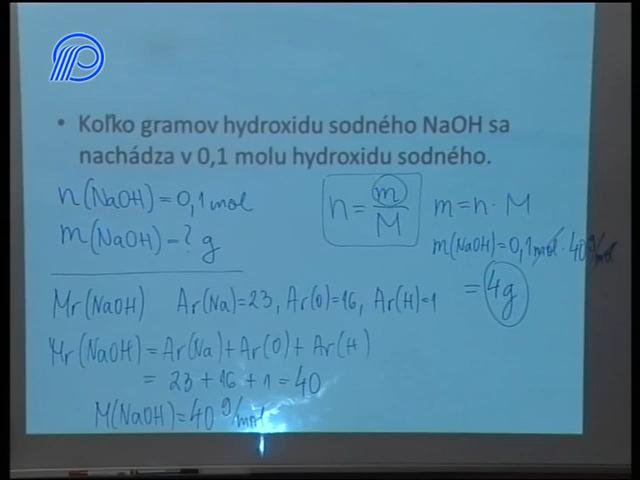 • Koľko gramov hydroxidu sodného NaOH sa
nachádza v 0,1 molu hydroxidu sodného.
n(NaOH) = 0,1 mol
m(NaOH) - ? g
n = m/M
m = n · M
m(NaOH) = 0,1 mol · 40 g/mol
= 4g
Mr(NaOH) Ar(Na)=23, Ar(O)=16, Ar(H)=1
Mr(NaOH) = Ar(Na) + Ar(O) + Ar(H)
= 23 + 16 + 1 = 40
M(NaOH) = 40 g/mol